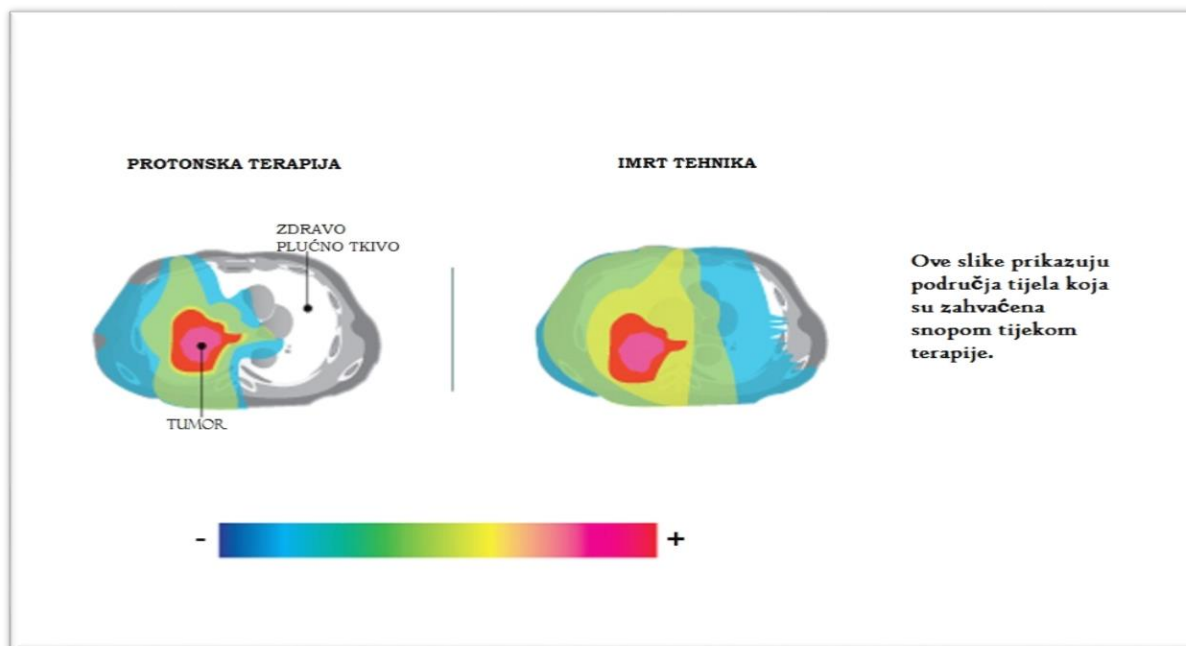 PROTONSKA TERAPIJA
IMRT TEHNIKA
ZDRAVO
PLUĆNO TKIVO
TUMOR
Ove slike prikazuju
područja tijela koja
su zahvaćena
snopom tijekom
terapije.
- +